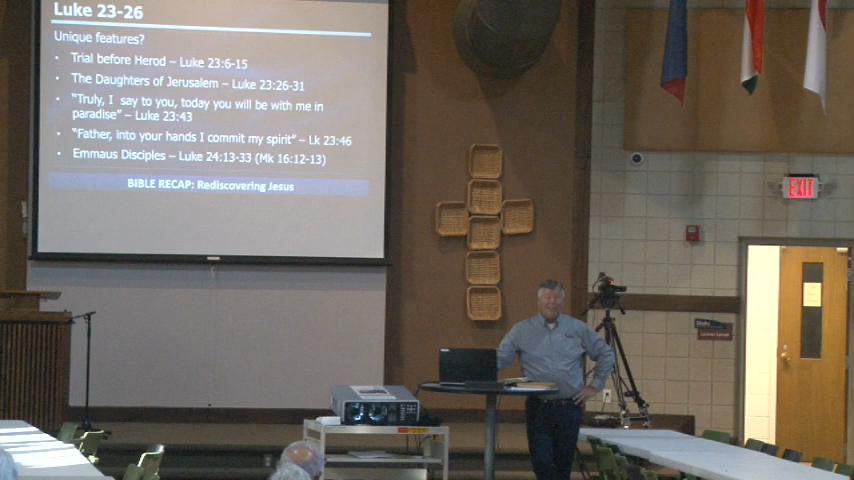 Luke 23-26
Unique features?
• Trial before Herod – Luke 23:6-15
• The Daughters of Jerusalem – Luke 23:26-31
• "Truly, I say to you, today you will be with me in
paradise" – Luke 23:43
• "Father, into your hands I commit my spirit" – Lk 23:46
• Emmaus Disciples – Luke 24:13-33 (Mk 16:12-13)
BIBLE RECAP: Rediscovering Jesus
EXIT